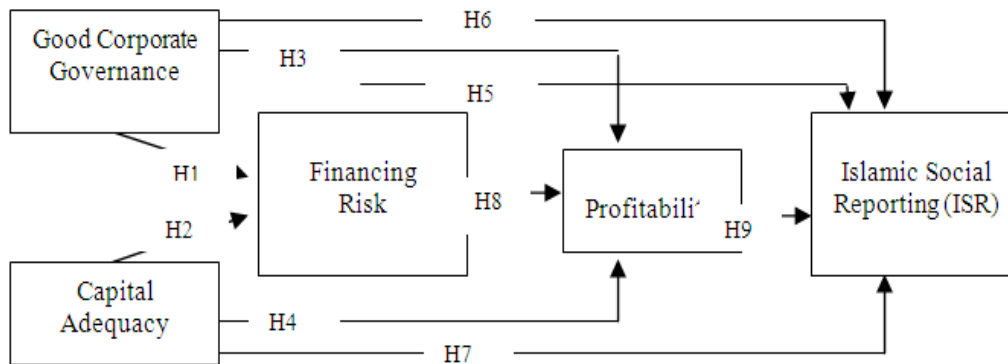 H6
Good Corporate
Governance
H3
H5
H1
Financing
Risk
H8
Profitabili
H9
Islamic Social
Reporting (ISR)
H2
Capital
Adequacy
H4
H7